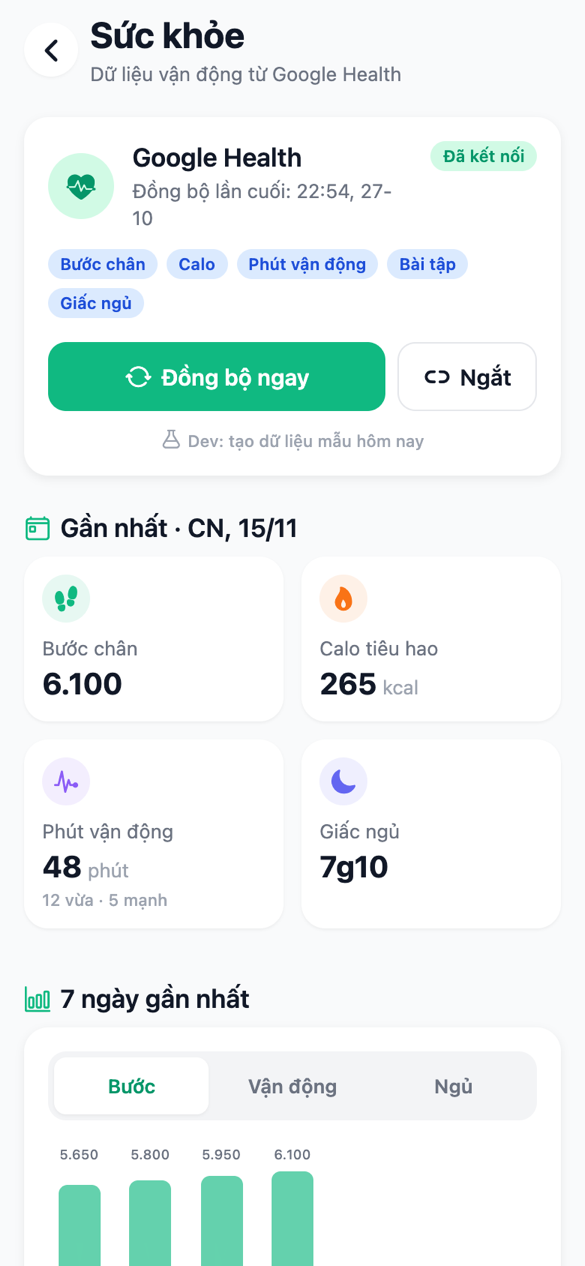 Sức khỏe
Dữ liệu vận động từ Google Health
Google Health
Đã kết nối
Đồng bộ lần cuối: 22:54, 27-
10
Bước chân
Calo
Phút vận động
Bài tập
Giấc ngủ
Đồng bộ ngay
Ngắt
Dev: tạo dữ liệu mẫu hôm nay
Gần nhất · CN, 15/11
Bước chân
6.100
Calo tiêu hao
265 kcal
Phút vận động
48 phút
12 vừa · 5 mạnh
Giấc ngủ
7g10
7 ngày gần nhất
Bước
Vận động
Ngủ
5.650
5.800
5.950
6.100